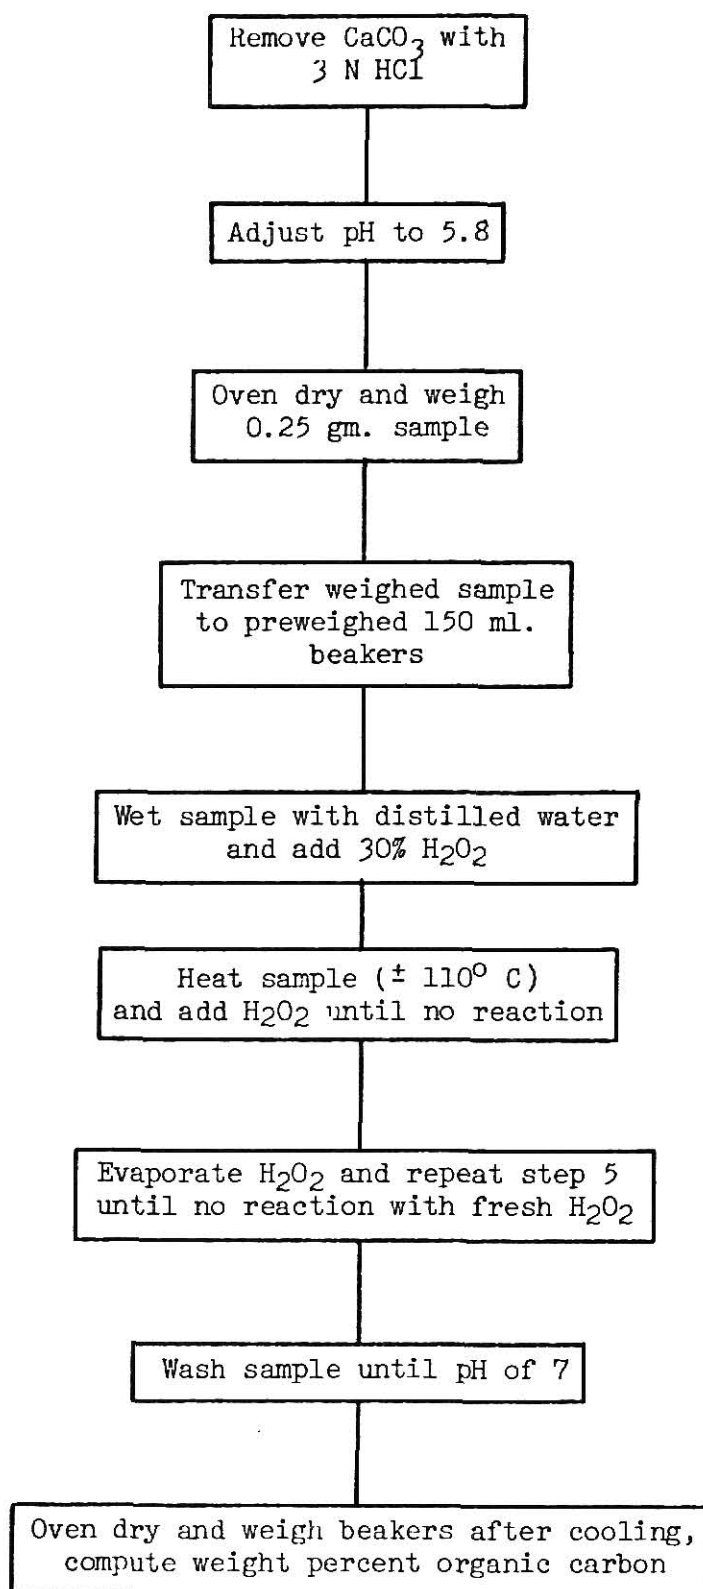 Remove CaCO3 with
3 N HCl
Adjust pH to 5.8
Oven dry and weigh
0.25 gm. sample
Transfer weighed sample
to preweighed 150 ml.
beakers
Wet sample with distilled water
and add 30% H2O2
Heat sample (± 110° C)
and add H2O2 until no reaction
Evaporate H2O2 and repeat step 5
until no reaction with fresh H2O2
Wash sample until pH of 7
Oven dry and weigh beakers after cooling,
compute weight percent organic carbon